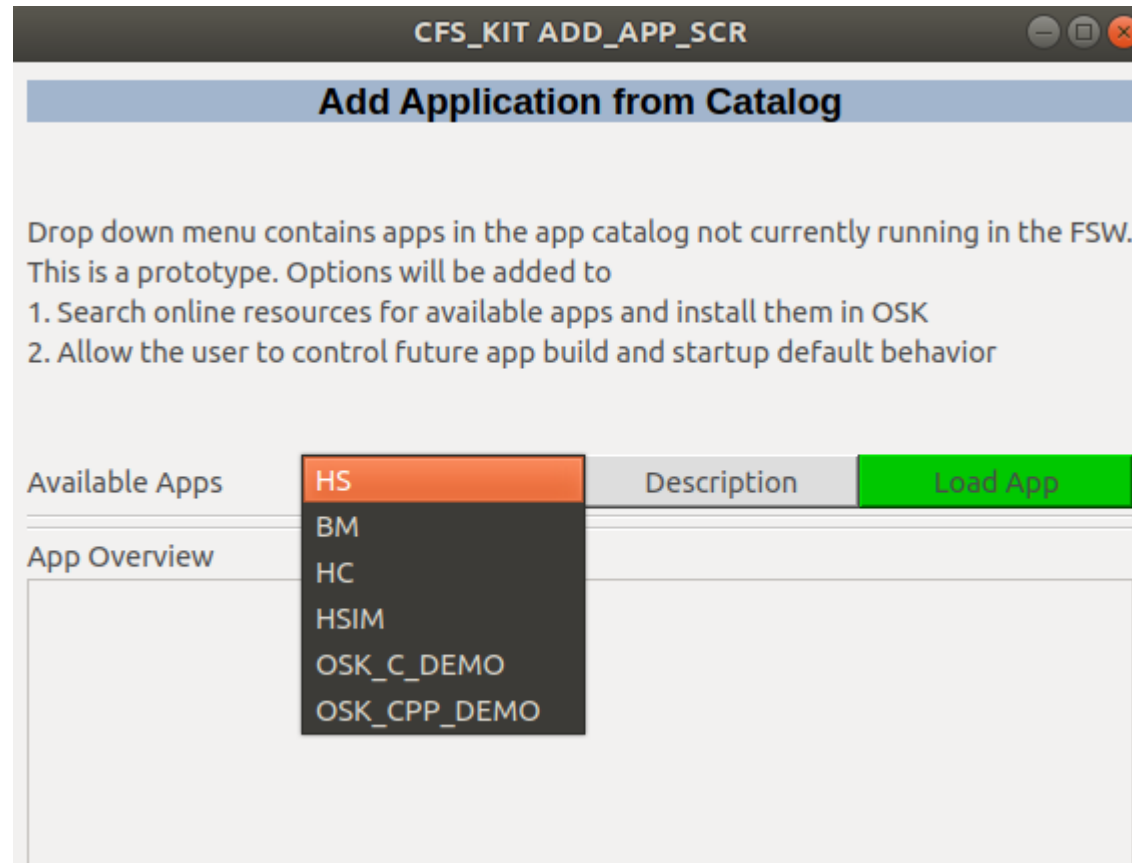 CFS_KIT ADD_APP_SCR
Add Application from Catalog
Drop down menu contains apps in the app catalog not currently running in the FSW.
This is a prototype. Options will be added to
1. Search online resources for available apps and install them in OSK
2. Allow the user to control future app build and startup default behavior
Available Apps HS Description Load App
BM
App Overview
HC
HSIM
OSK_C_DEMO
OSK_CPP_DEMO